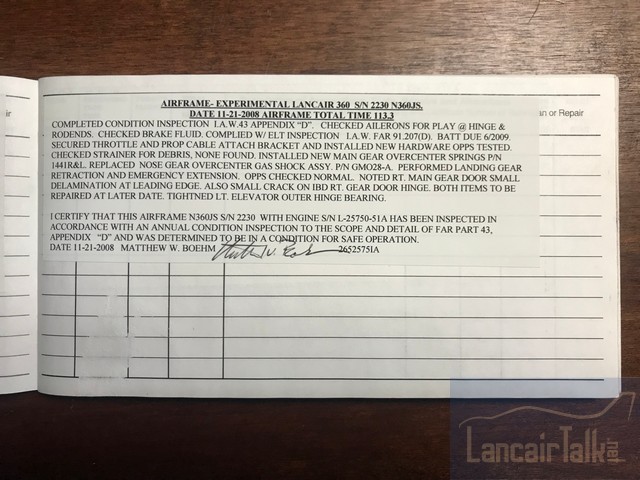 AIRFRAME- EXPERIMENTAL LANCAIR 360 S/N 2230 N360JS.
DATE 11-21-2008 AIRFRAME TOTAL TIME 113.3
COMPLETED CONDITION INSPECTION I.A.W.43 APPENDIX “D”. CHECKED AILERONS FOR PLAY @ HINGE &
RODENDS. CHECKED BRAKE FLUID. COMPLIED W/ ELT INSPECTION I.A.W. FAR 91.207(D). BATT DUE 6/2009.
SECURED THROTTLE AND PROP CABLE ATTACH BRACKET AND INSTALLED NEW HARDWARE OPPS TESTED.
CHECKED STRAINER FOR DEBRIS, NONE FOUND. INSTALLED NEW MAIN GEAR OVERCENTER SPRINGS P/N
1441R&L. REPLACED NOSE GEAR OVERCENTER GAS SHOCK ASSY. P/N GM028-A. PERFORMED LANDING GEAR
RETRACTION AND EMERGENCY EXTENSION. OPPS CHECKED NORMAL. NOTED RT. MAIN GEAR DOOR SMALL
DELAMINATION AT LEADING EDGE. ALSO SMALL CRACK ON IBD RT. GEAR DOOR HINGE. BOTH ITEMS TO BE
REPAIRED AT LATER DATE. TIGHTNED LT. ELEVATOR OUTER HINGE BEARING.
I CERTIFY THAT THIS AIRFRAME N360JS S/N 2230 WITH ENGINE S/N L-25750-51A HAS BEEN INSPECTED IN
ACCORDANCE WITH AN ANNUAL CONDITION INSPECTION TO THE SCOPE AND DETAIL OF FAR PART 43,
APPENDIX “D” AND WAS DETERMINED TO BE IN A CONDITION FOR SAFE OPERATION.
DATE 11-21-2008 MATTHEW W. BOEHM 2652575IA
an or Repair
LancairTalk.net